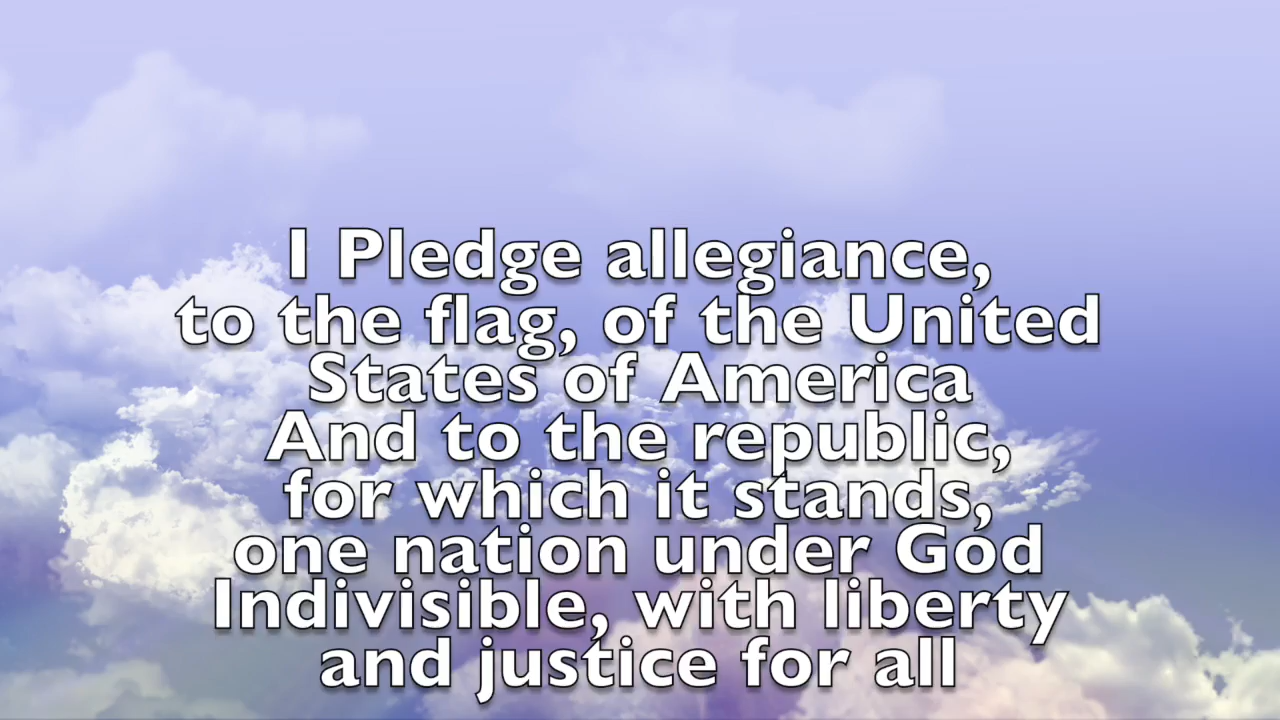 I Pledge allegiance,
to the flag, of the United
States of America
And to the republic,
for which it stands,
one nation under God
Indivisible, with liberty
and justice for all